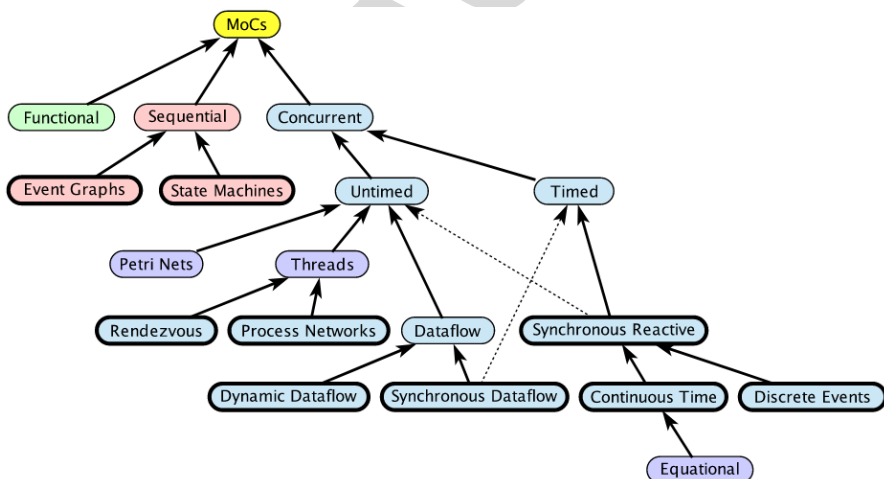 MoCs
Functional
Sequential
Concurrent
Event Graphs
State Machines
Untimed
Timed
Petri Nets
Threads
Rendezvous
Process Networks
Dataflow
Synchronous Reactive
Dynamic Dataflow
Synchronous Dataflow
Continuous Time
Discrete Events
Equational